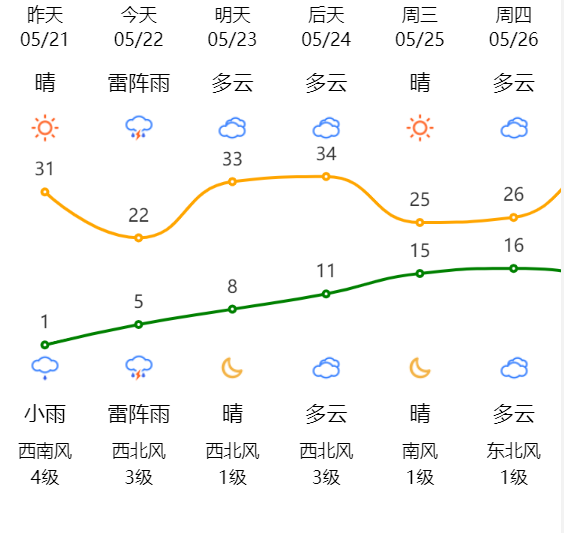 昨天 今天 明天 后天 周三 周四
05/21 05/22 05/23 05/24 05/25 05/26
晴 雷阵雨 多云 多云 晴 多云
31 22 33 34 25 26
1 5 8 11 15 16
小雨 雷阵雨 晴 多云 晴 多云
西南风 西北风 西北风 西北风 南风 东北风
4级 3级 1级 3级 1级 1级